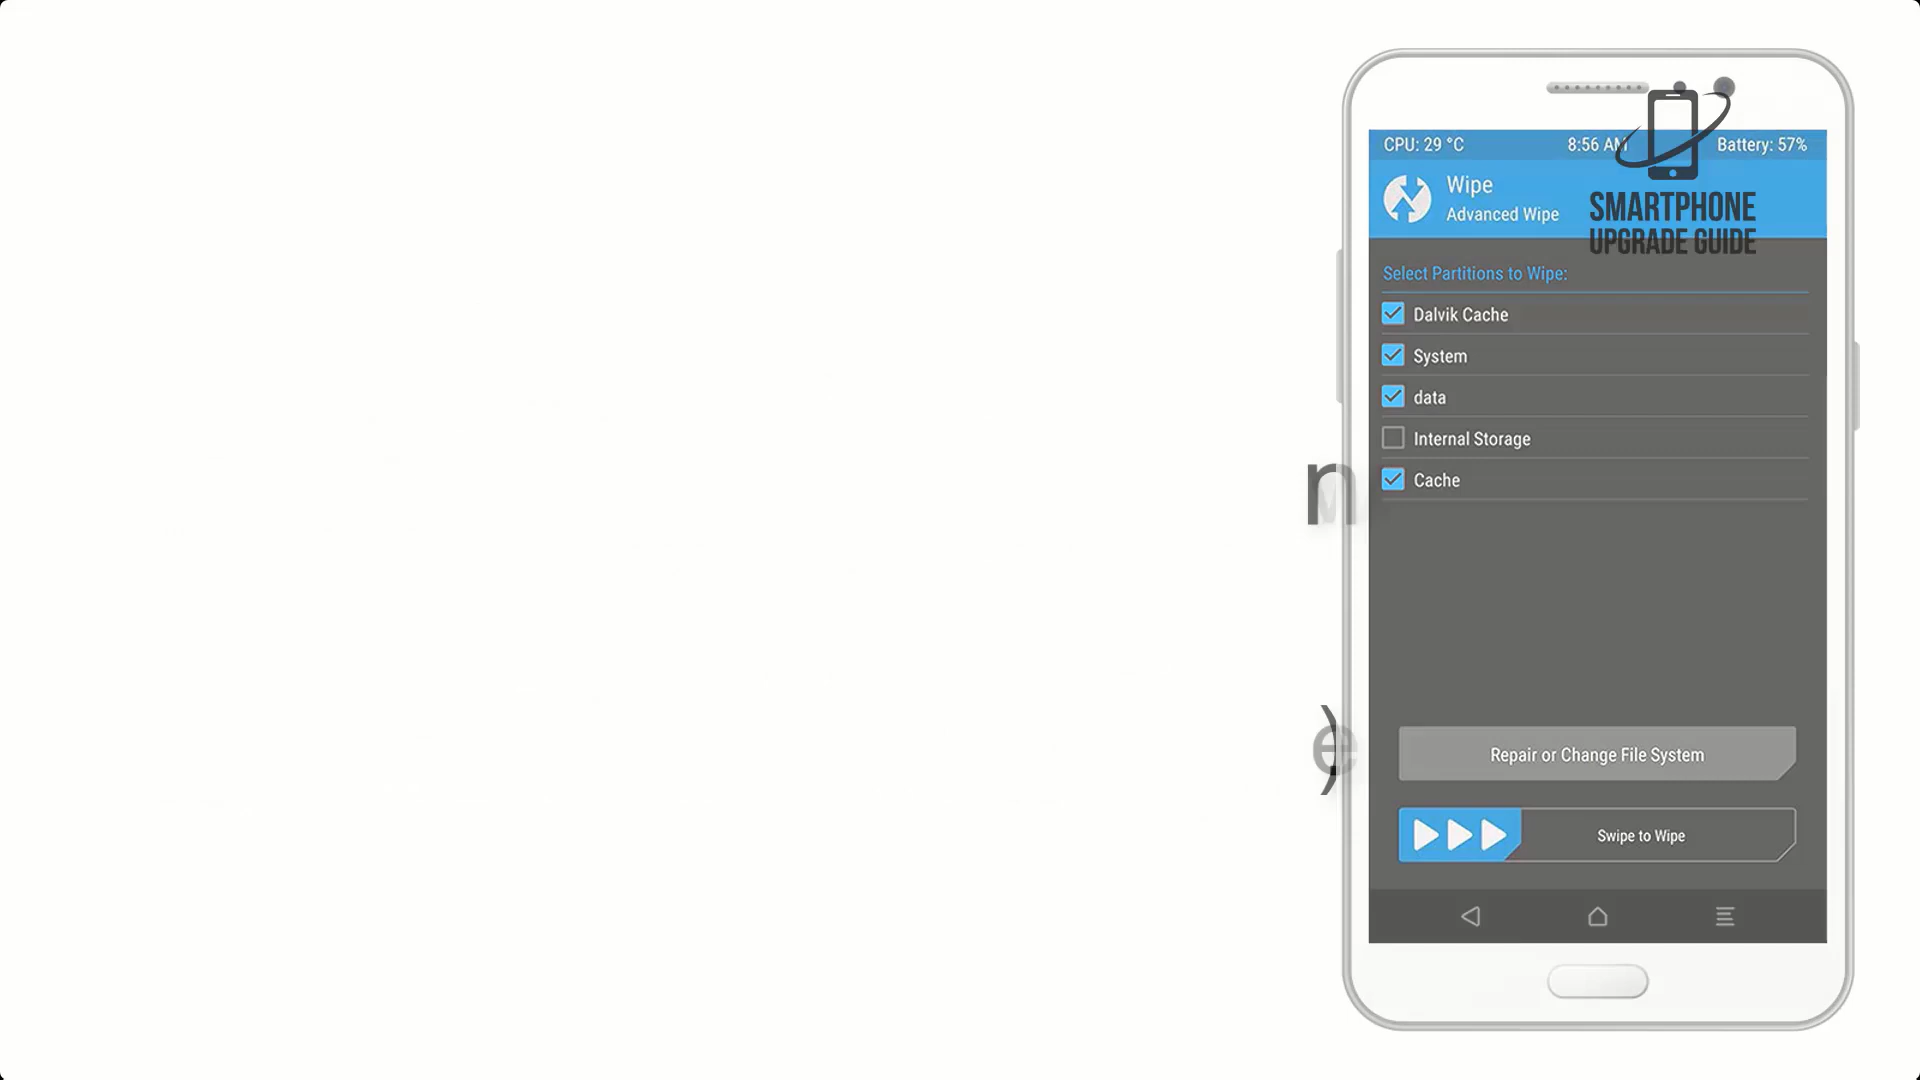 CPU: 29 °C 8:56 AM Battery: 57%
Wipe
Advanced Wipe
SMARTPHONE
UPGRADE GUIDE
Select Partitions to Wipe:
Dalvik Cache
System
data
Internal Storage
n
Cache
e
)
Repair or Change File System
Swipe to Wipe